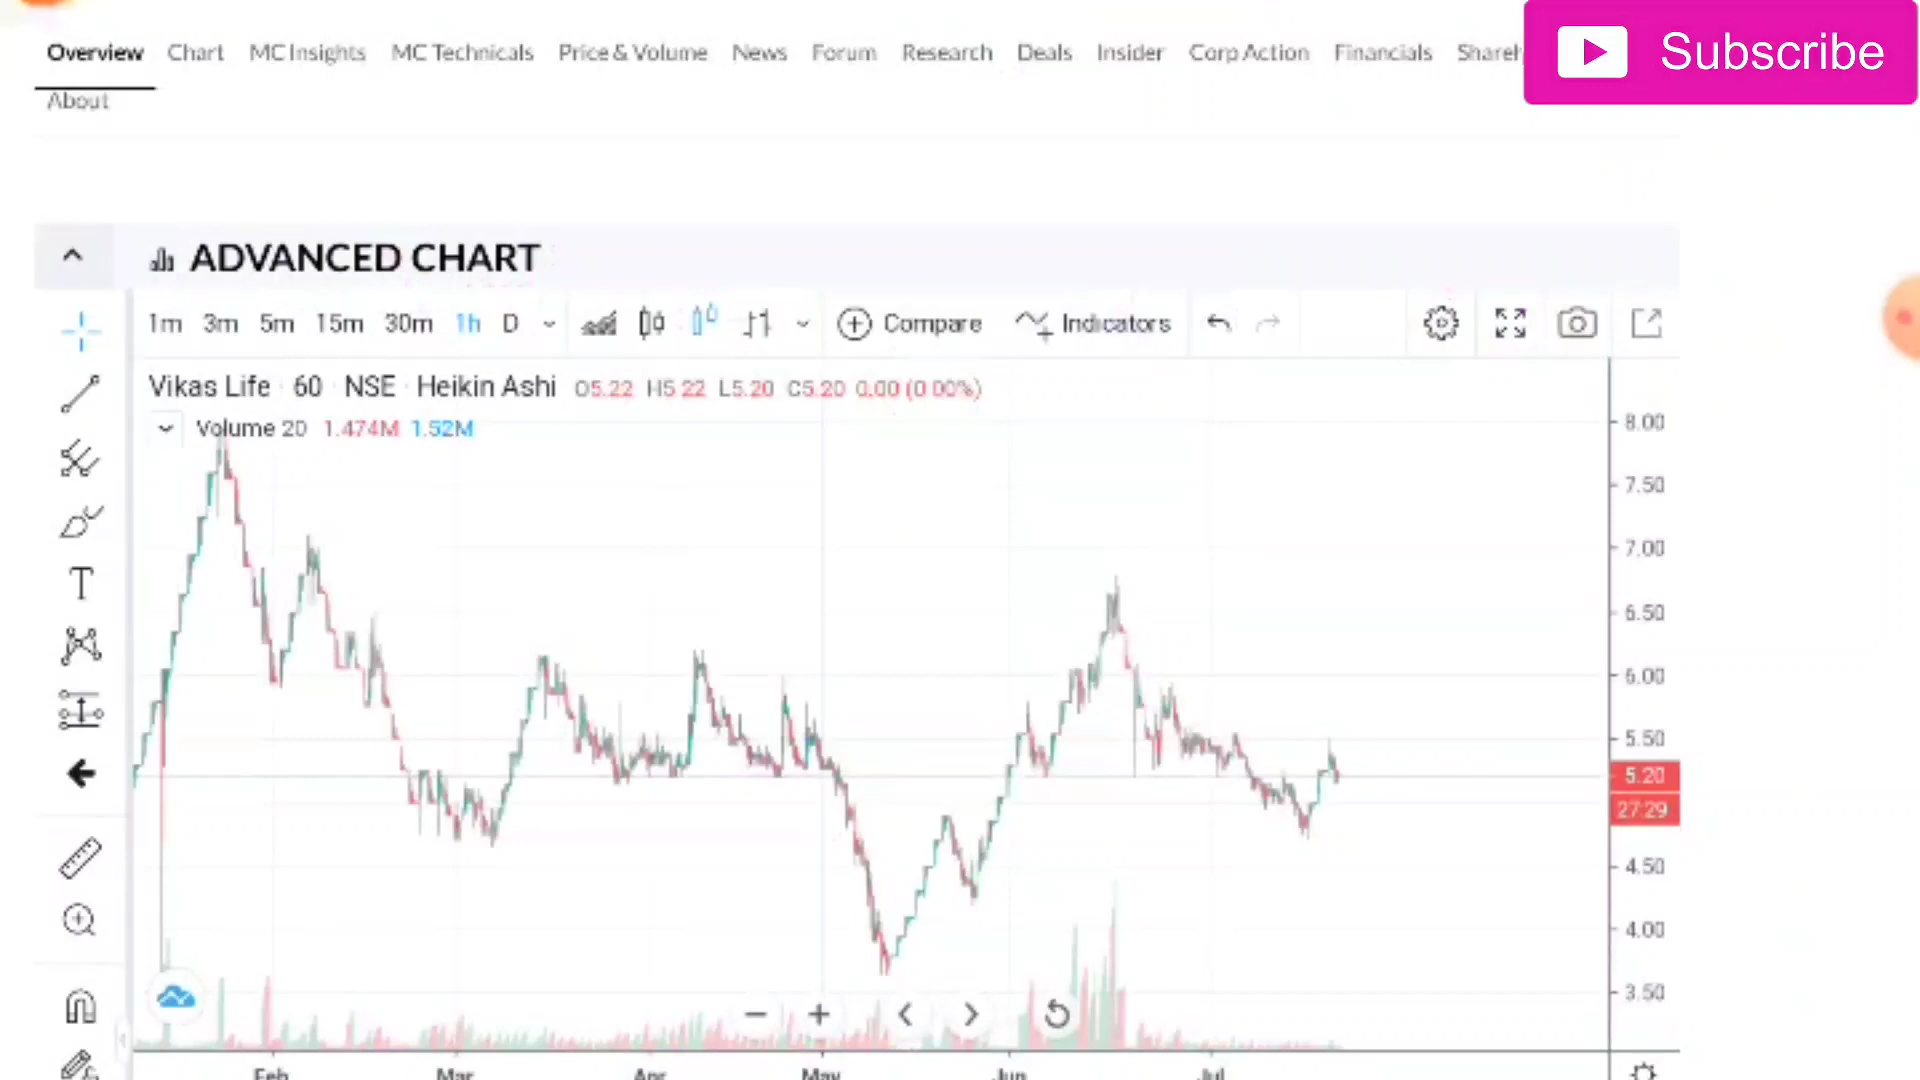 Overview Chart MC Insights MC Technicals Price & Volume News Forum Research Deals Insider Corp Action Financials Shareh
Subscribe
About
ADVANCED CHART
1m 3m 5m 15m 30m 1h D Compare Indicators
Vikas Life 60 NSE Heikin Ashi O5.22 H5.22 L5.20 C5.20 0.00 (0.00%)
Volume 20 1.474M 1.52M
8.00
7.50
7.00
6.50
6.00
5.50
5.20
27:29
4.50
4.00
3.50
Feb Mar Apr May Jun Jul